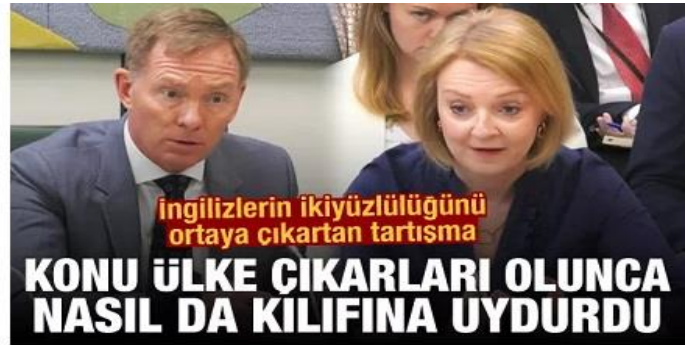 ingilizlerin ikiyüzlülüğünü
ortaya çıkartan tartışma
KONU ÜLKE ÇIKARLARI OLUNCA
NASIL DA KILIFINA UYDURDU